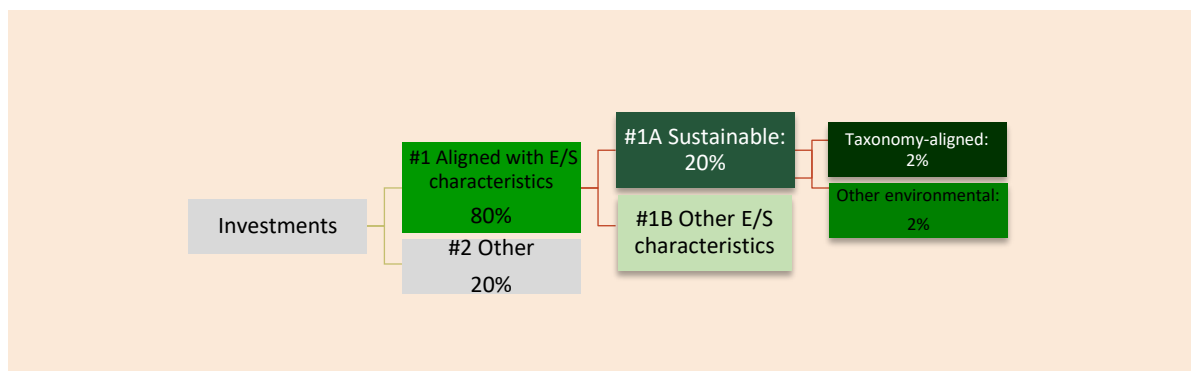 Investments
#1 Aligned with E/S
characteristics
80%
#2 Other
20%
#1A Sustainable:
20%
#1B Other E/S
characteristics
Taxonomy-aligned:
2%
Other environmental:
2%